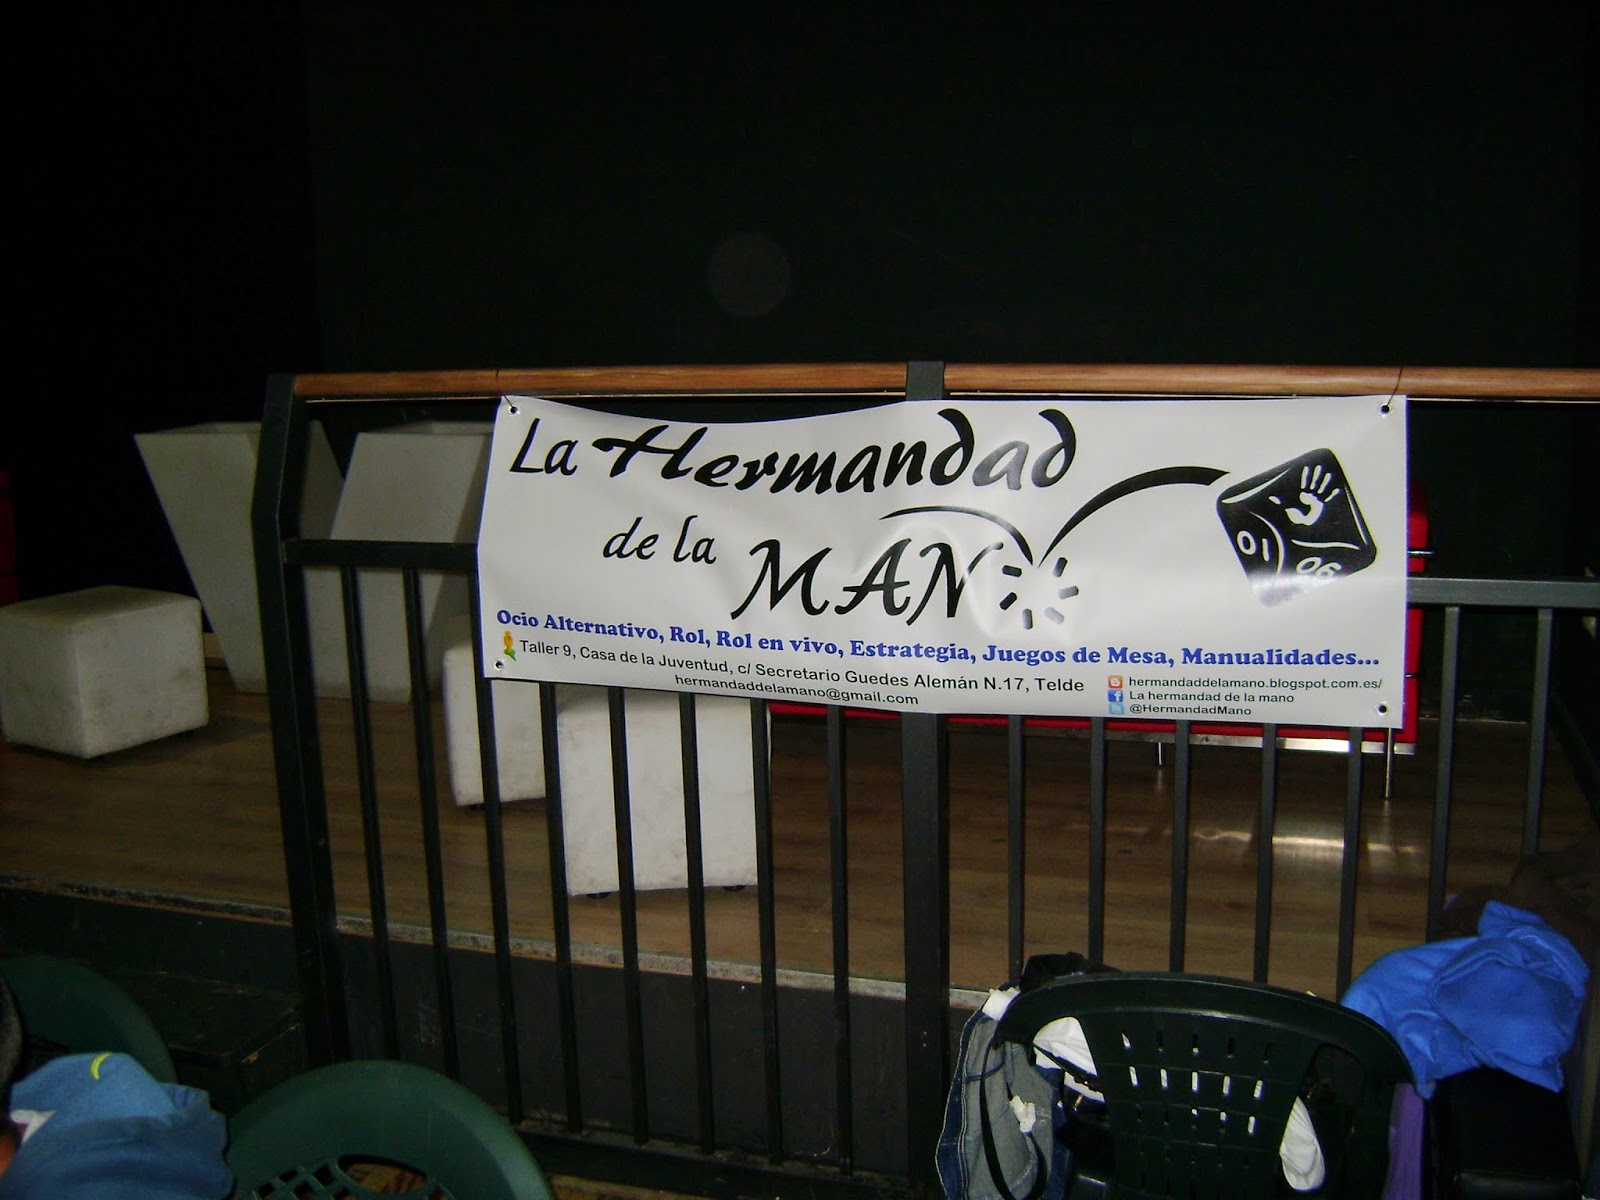 La Hermandad
de la MANO
01
06
Ocio Alternativo, Rol, Rol en vivo, Estrategia, Juegos de Mesa, Manualidades...
Taller 9, Casa de la Juventud, c/ Secretario Guedes Alemán N.17, Telde
hermandaddelamano@gmail.com
hermandaddelamano.blogspot.com.es/
La hermandad de la mano
@HermandadMano